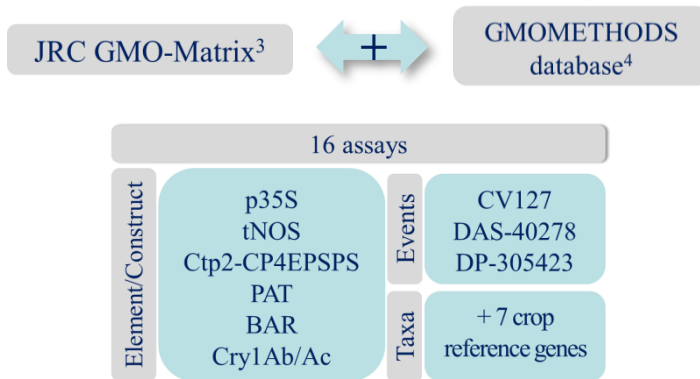 JRC GMO-Matrix³
+
GMOMETHODS
database⁴
16 assays
Element/Construct
p35S
tNOS
Ctp2-CP4EPSPS
PAT
BAR
Cry1Ab/Ac
Events
CV127
DAS-40278
DP-305423
Taxa
+ 7 crop
reference genes